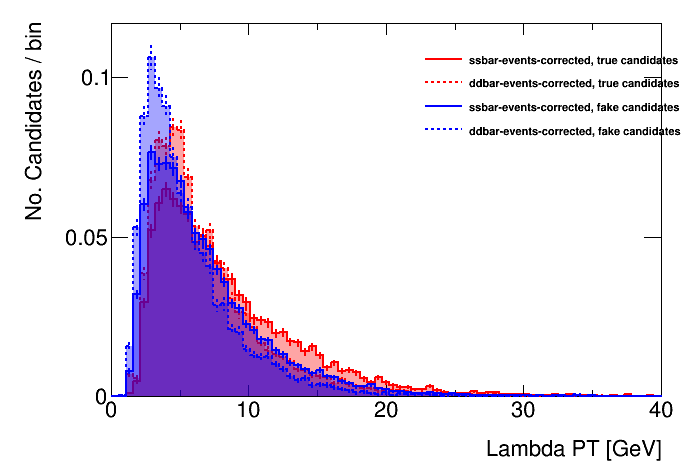 No. Candidates / bin
0.1
0.05
0
ssbar-events-corrected, true candidates
ddbar-events-corrected, true candidates
ssbar-events-corrected, fake candidates
ddbar-events-corrected, fake candidates
0 10 20 30 40
Lambda PT [GeV]